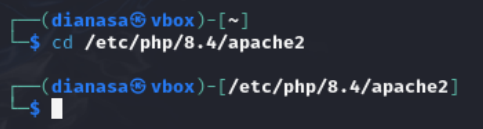 ┌──(dianasa㉿vbox)-[~]
└─$ cd /etc/php/8.4/apache2
┌──(dianasa㉿vbox)-[/etc/php/8.4/apache2]
└─$